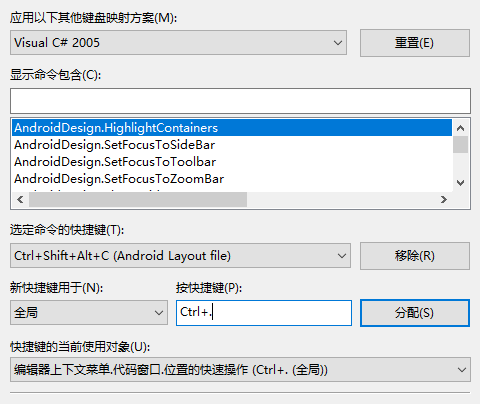 应用以下其他键盘映射方案(M):
Visual C# 2005
重置(E)
显示命令包含(C):
AndroidDesign.HighlightContainers
AndroidDesign.SetFocusToSideBar
AndroidDesign.SetFocusToToolbar
AndroidDesign.SetFocusToZoomBar
选定命令的快捷键(T):
Ctrl+Shift+Alt+C (Android Layout file)
移除(R)
新快捷键用于(N):
按快捷键(P):
全局
Ctrl+.
分配(S)
快捷键的当前使用对象(U):
编辑器上下文菜单.代码窗口.位置的快速操作 (Ctrl+. (全局))